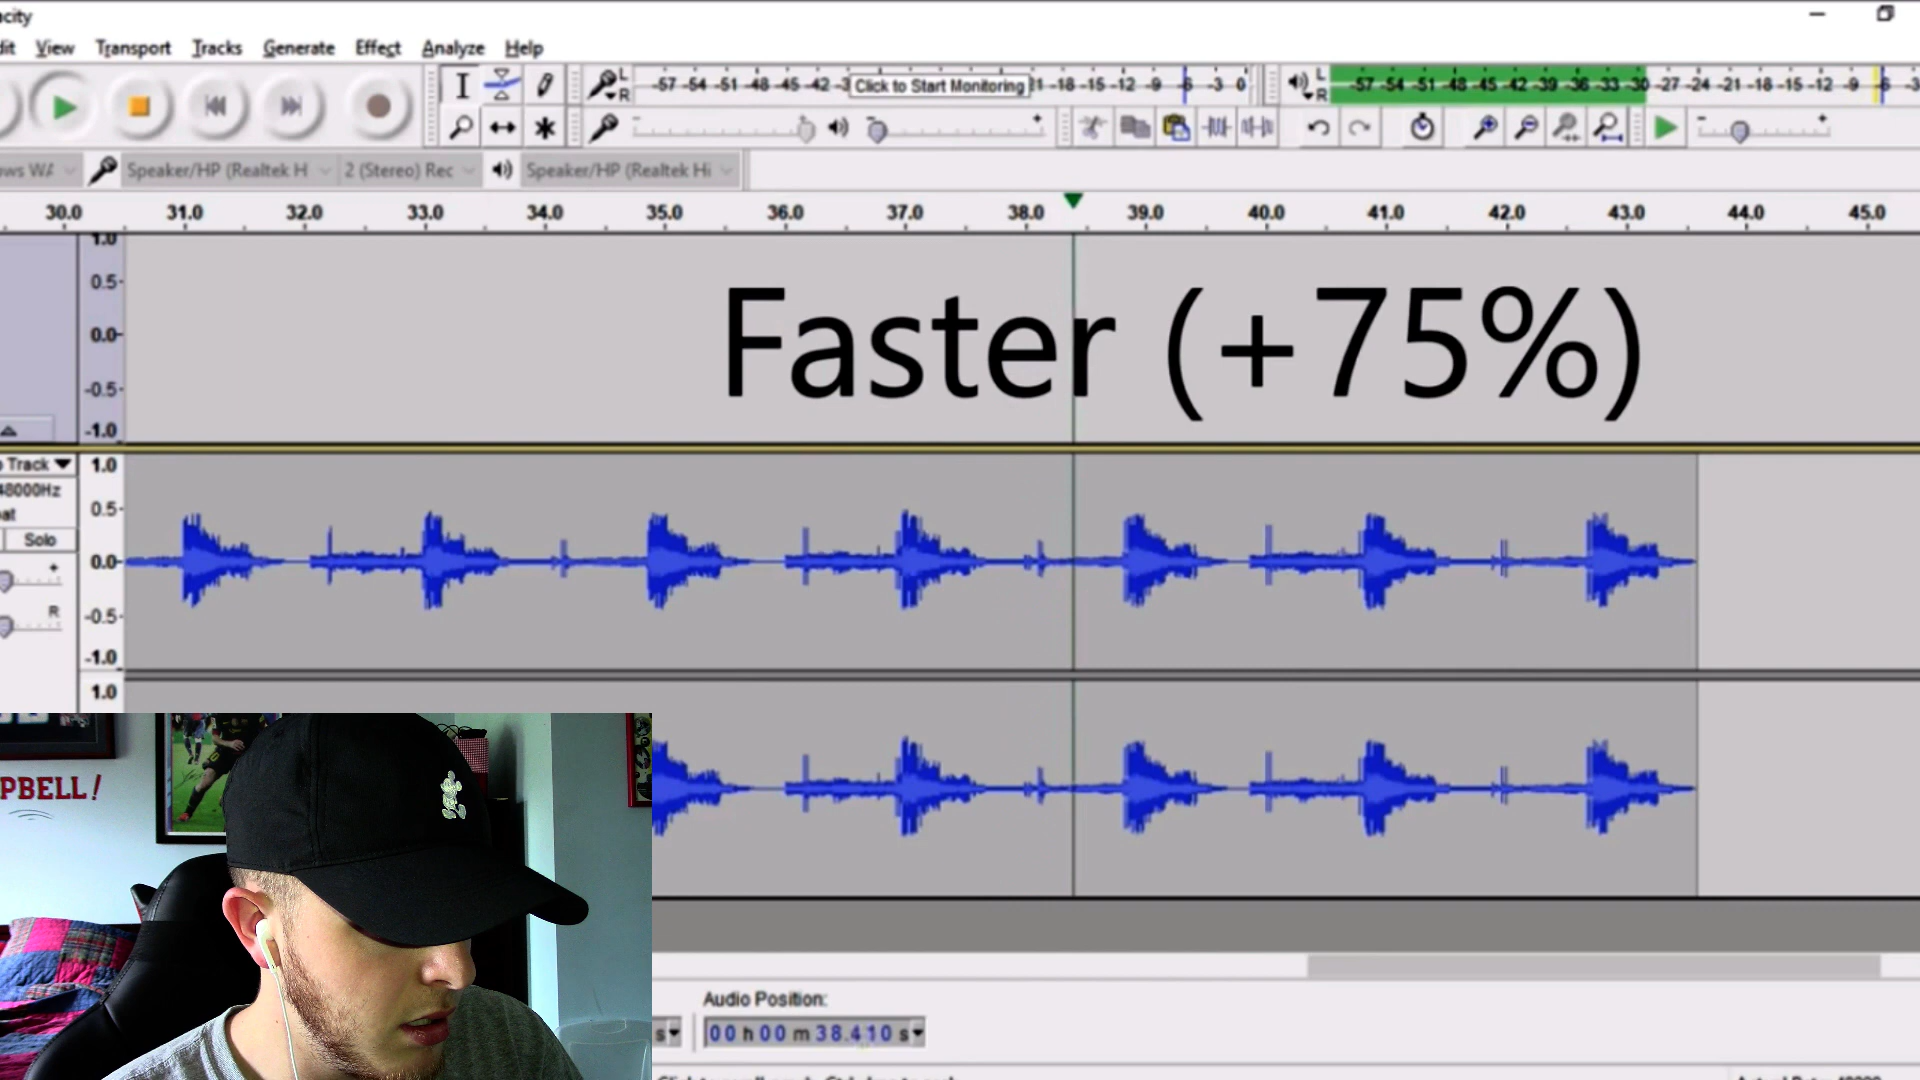 acity
dit View Transport Tracks Generate Effect Analyze Help
L -57 -54 -51 -48 -45 -42 -3 Click to Start Monitoring 21 -18 -15 -12 -9 -6 -3 0 L -57 -54 -51 -48 -45 -42 -39 -36 -33 -30 -27 -24 -21 -18 -15 -12 -9 -6 -3
R R
- + - + - +
ows WA Speaker/HP (Realtek H 2 (Stereo) Rec Speaker/HP (Realtek Hi
30.0 31.0 32.0 33.0 34.0 35.0 36.0 37.0 38.0 39.0 40.0 41.0 42.0 43.0 44.0 45.0
1.0
0.5
0.0
-0.5
-1.0
Faster (+75%)
o Track 1.0
48000Hz 0.5
at
Solo
0.0
+
R -0.5
-1.0
1.0
PBELL!
Audio Position:
s 00 h 00 m 38.410 s